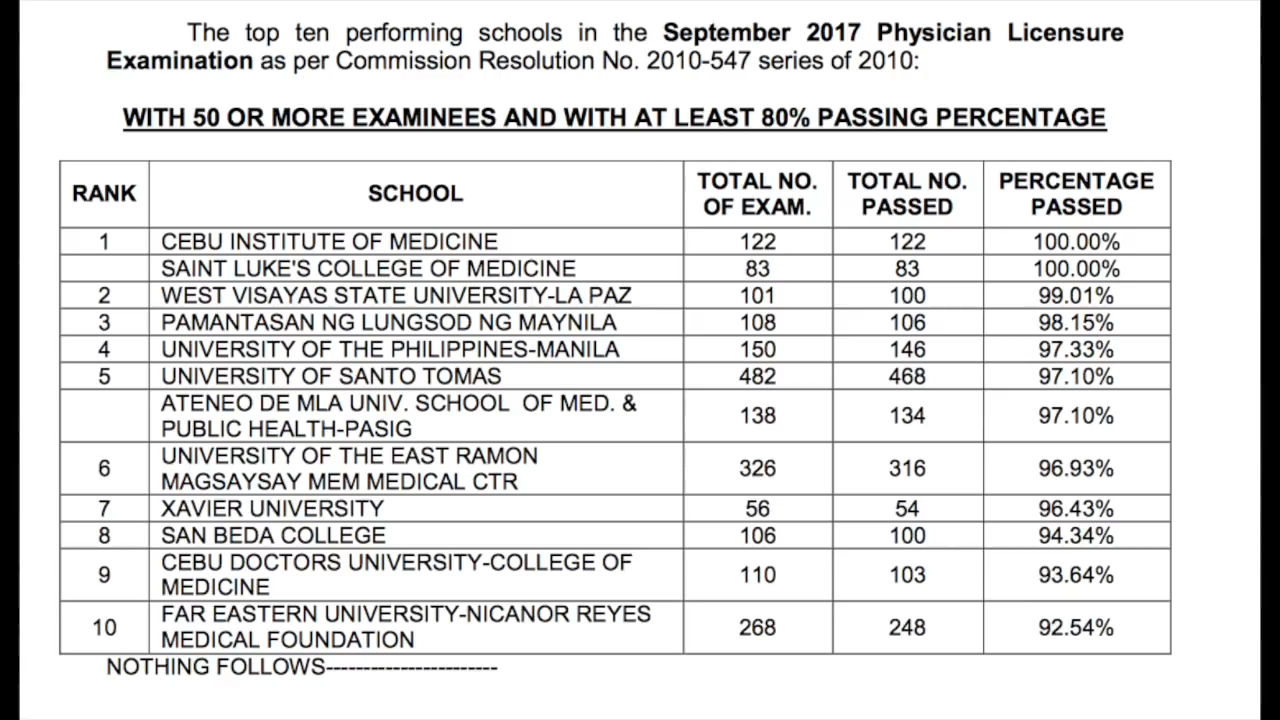 The top ten performing schools in the September 2017 Physician Licensure
Examination as per Commission Resolution No. 2010-547 series of 2010:
WITH 50 OR MORE EXAMINEES AND WITH AT LEAST 80% PASSING PERCENTAGE
RANK SCHOOL TOTAL NO. OF EXAM. TOTAL NO. PASSED PERCENTAGE PASSED
1 CEBU INSTITUTE OF MEDICINE 122 122 100.00%
SAINT LUKE'S COLLEGE OF MEDICINE 83 83 100.00%
2 WEST VISAYAS STATE UNIVERSITY-LA PAZ 101 100 99.01%
3 PAMANTASAN NG LUNGSOD NG MAYNILA 108 106 98.15%
4 UNIVERSITY OF THE PHILIPPINES-MANILA 150 146 97.33%
5 UNIVERSITY OF SANTO TOMAS 482 468 97.10%
ATENEO DE MLA UNIV. SCHOOL OF MED. &
PUBLIC HEALTH-PASIG 138 134 97.10%
6 UNIVERSITY OF THE EAST RAMON
MAGSAYSAY MEM MEDICAL CTR 326 316 96.93%
7 XAVIER UNIVERSITY 56 54 96.43%
8 SAN BEDA COLLEGE 106 100 94.34%
9 CEBU DOCTORS UNIVERSITY-COLLEGE OF
MEDICINE 110 103 93.64%
10 FAR EASTERN UNIVERSITY-NICANOR REYES
MEDICAL FOUNDATION 268 248 92.54%
NOTHING FOLLOWS-----------------------